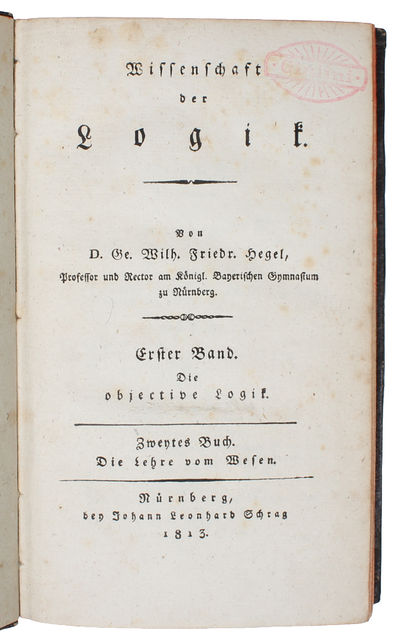 Wissenschaft
der
Logik.
Von
D. Ge. Wilh. Friedr. Hegel,
Professor und Rector am Königl. Bayerischen Gymnasium
zu Nürnberg.
Erster Band.
Die
objective Logik.
Zweytes Buch.
Die Lehre vom Wesen.
Nürnberg,
bey Johann Leonhard Schrag
1813.